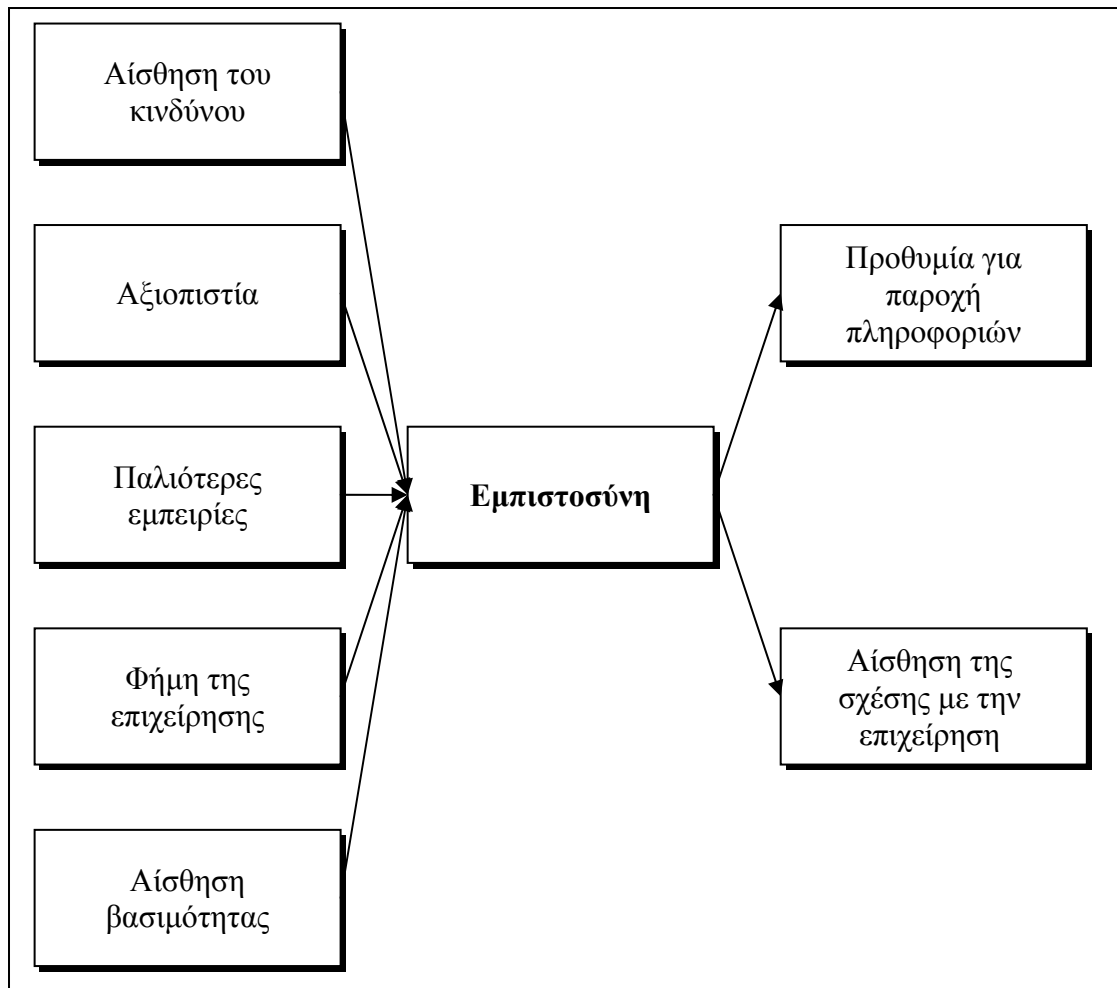 Αίσθηση του
κινδύνου
Αξιοπιστία
Παλιότερες
εμπειρίες
Φήμη της
επιχείρησης
Αίσθηση
βασιμότητας
Εμπιστοσύνη
Προθυμία για
παροχή
πληροφοριών
Αίσθηση της
σχέσης με την
επιχείρηση